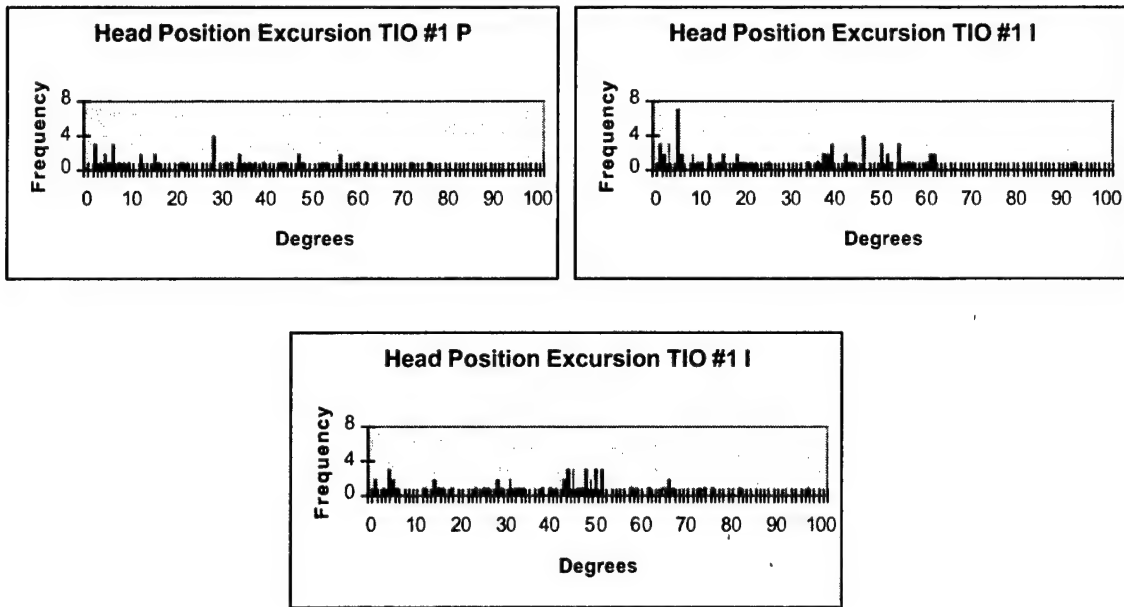 Head Position Excursion TIO #1 P
Frequency
8
4
0
0 10 20 30 40 50 60 70 80 90 100
Degrees
Head Position Excursion TIO #1 I
Frequency
8
4
0
0 10 20 30 40 50 60 70 80 90 100
Degrees
Head Position Excursion TIO #1 I
Frequency
8
4
0
0 10 20 30 40 50 60 70 80 90 100
Degrees